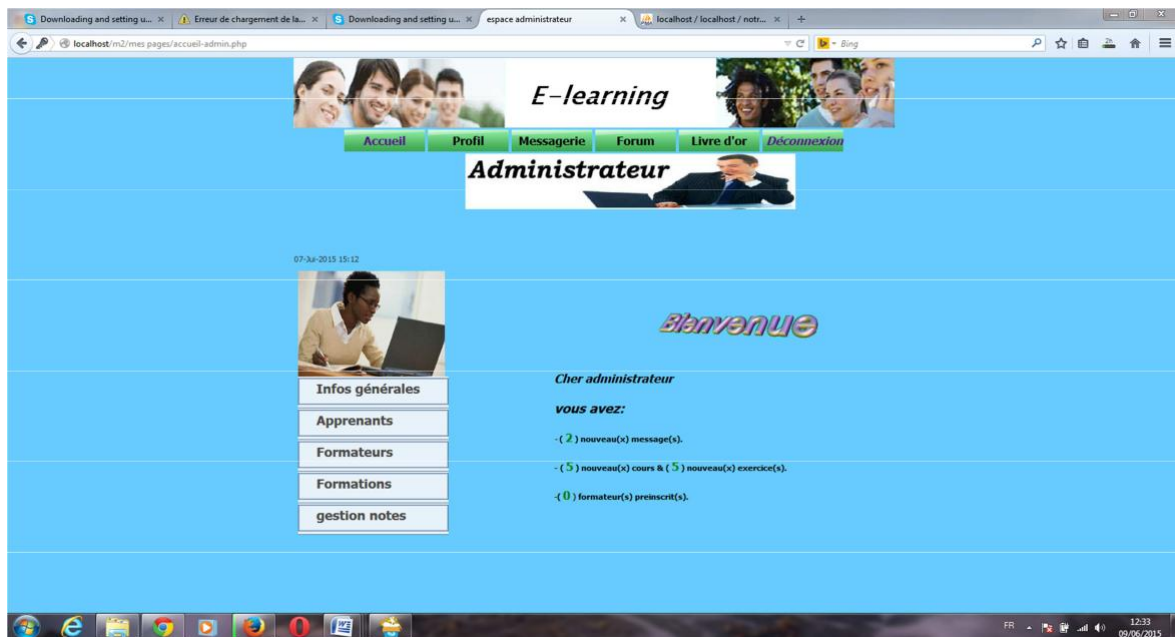 Downloading and setting u... × Erreur de chargement de la... × Downloading and setting u... × espace administrateur × localhost / localhost / notr... × +
localhost/m2/mes pages/accueil-admin.php Bing
E-learning
Accueil Profil Messagerie Forum Livre d'or Déconnexion
Administrateur
07-Jui-2015 15:12
Bienvenue
Cher administrateur
vous avez:
-( 2 ) nouveau(x) message(s).
- ( 5 ) nouveau(x) cours & ( 5 ) nouveau(x) exercice(s).
-( 0 ) formateur(s) preinscrit(s).
Infos générales
Apprenants
Formateurs
Formations
gestion notes
FR 12:33
09/06/2015